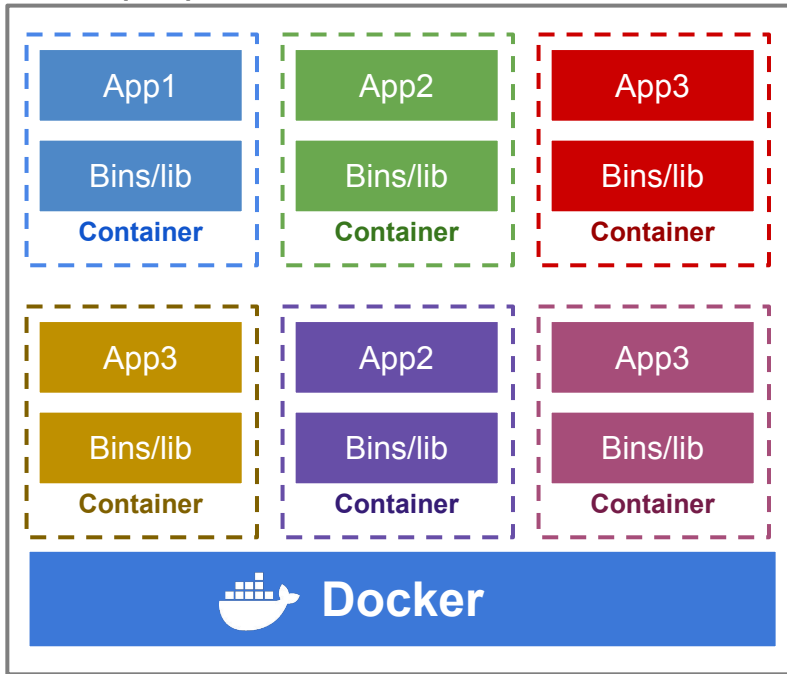 App1
Bins/lib
Container
App2
Bins/lib
Container
App3
Bins/lib
Container
App3
Bins/lib
Container
App2
Bins/lib
Container
App3
Bins/lib
Container
Docker